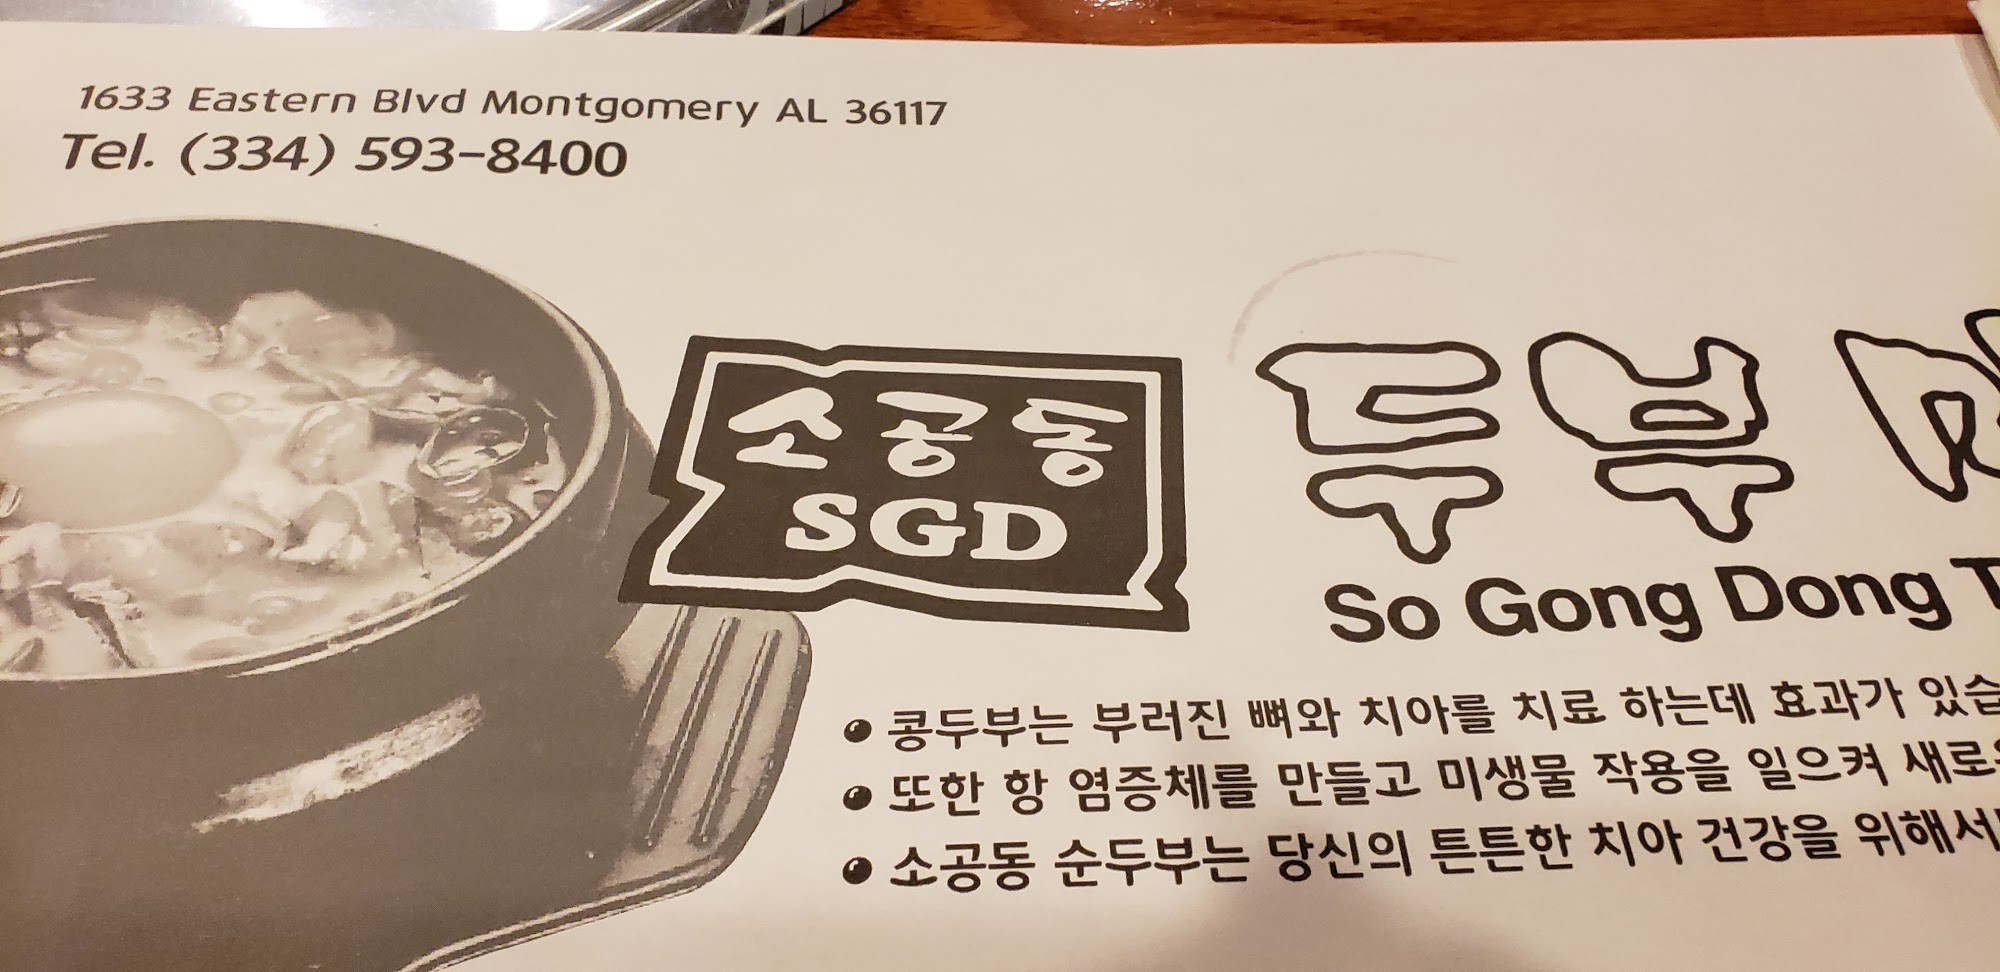 1633 Eastern Blvd Montgomery AL 36117
Tel. (334) 593-8400
소공동
SGD
두부
So Gong Dong
• 콩두부는 부러진 뼈와 치아를 치료 하는데 효과가
• 또한 항 염증체를 만들고 미생물 작용을 일으켜
• 소공동 순두부는 당신의 튼튼한 치아 건강을 위해서